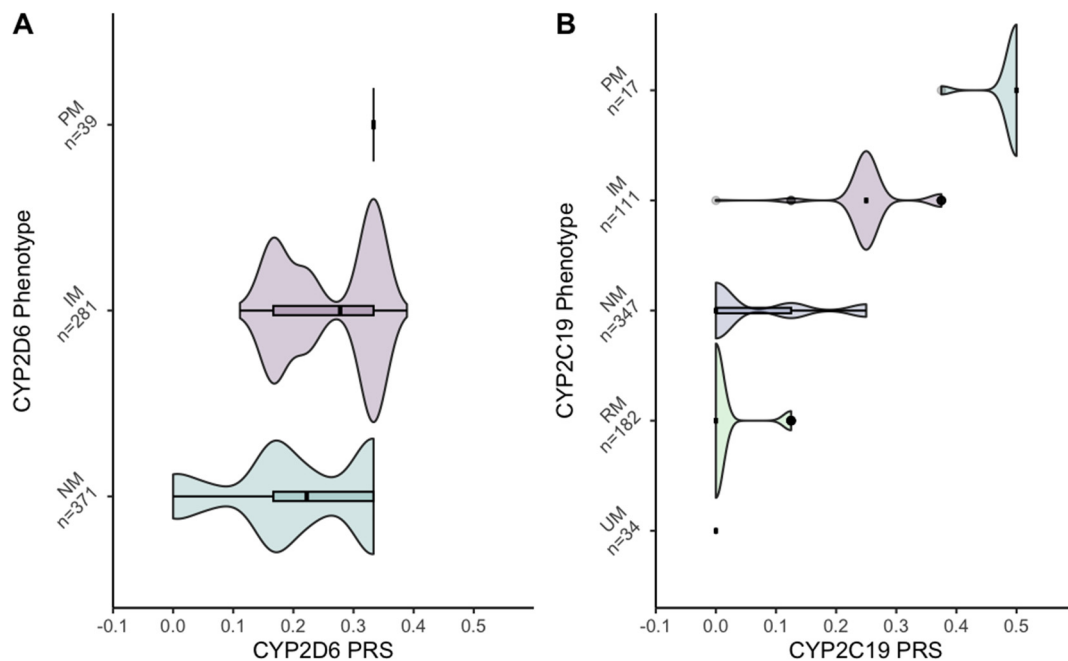 A
CYP2D6 Phenotype
PM
n=39
IM
n=281
NM
n=371
-0.1 0.0 0.1 0.2 0.3 0.4 0.5
CYP2D6 PRS
B
CYP2C19 Phenotype
PM
n=17
IM
n=111
NM
n=347
RM
n=182
UM
n=34
-0.1 0.0 0.1 0.2 0.3 0.4 0.5
CYP2C19 PRS